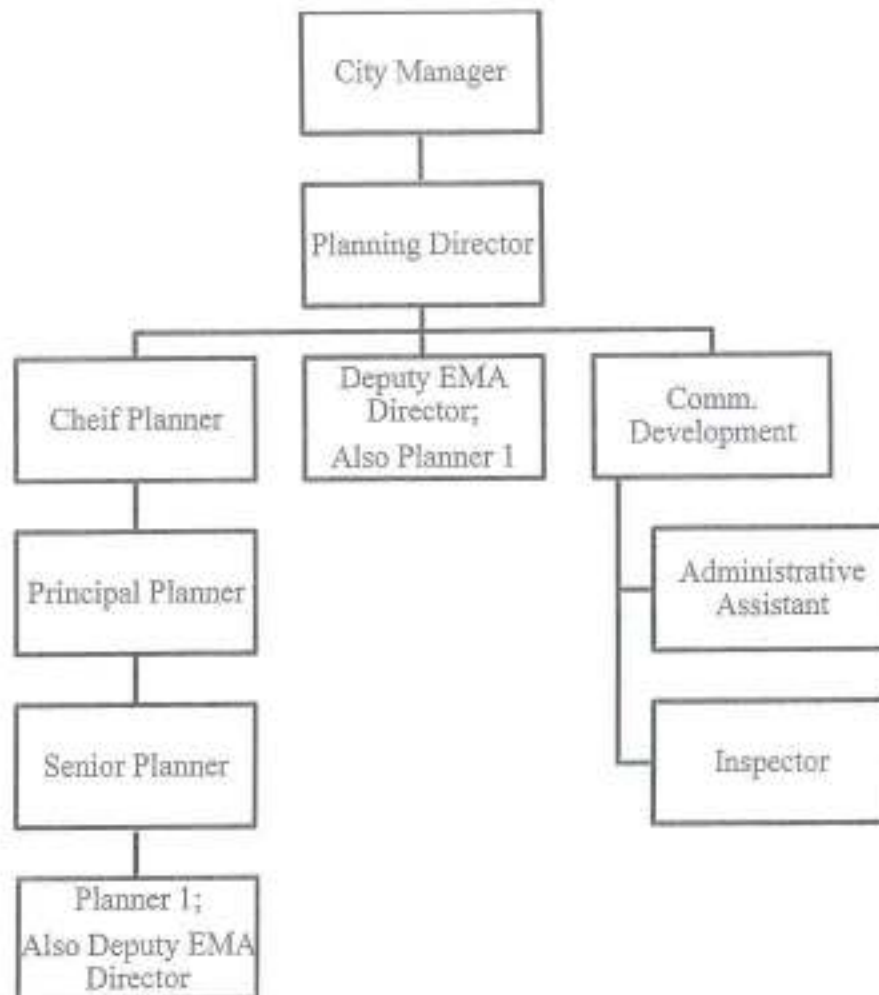 City Manager
Planning Director
Cheif Planner
Deputy EMA
Director;
Also Planner 1
Comm.
Development
Principal Planner
Administrative
Assistant
Senior Planner
Inspector
Planner 1;
Also Deputy EMA
Director